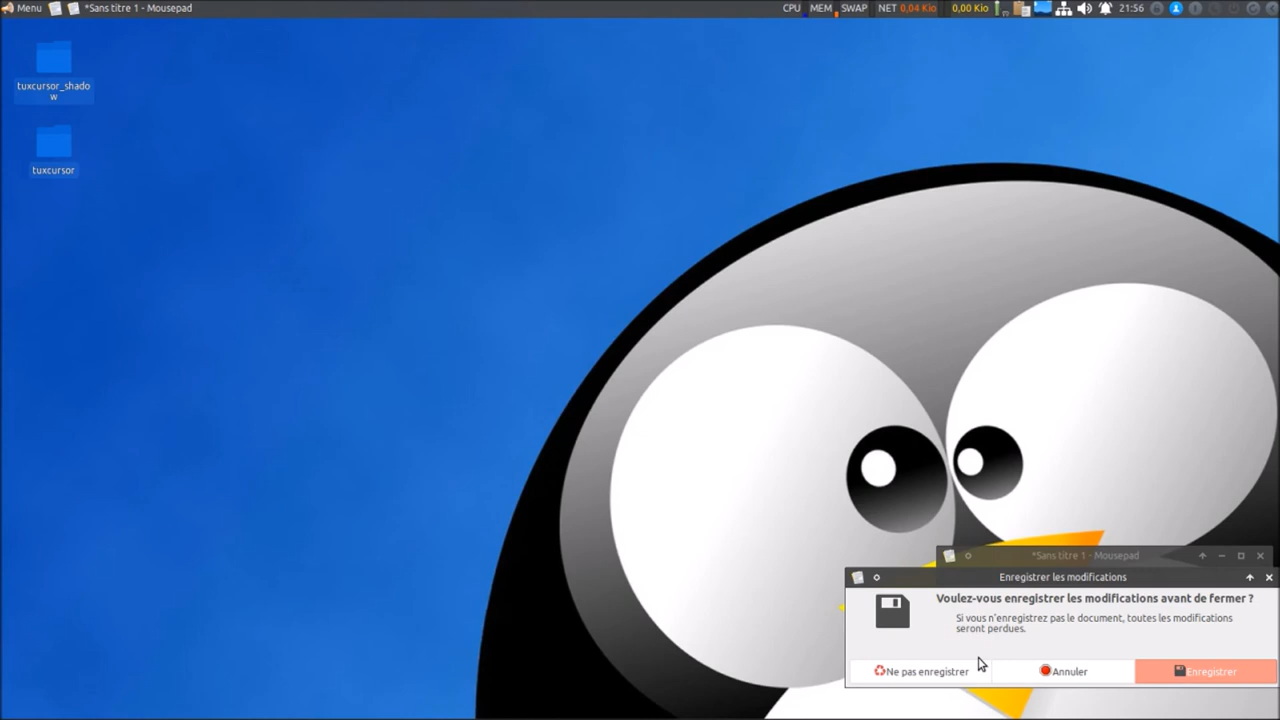 Menu *Sans titre 1 - Mousepad CPU MEM SWAP NET 0,04 Kio 0,00 Kio 21:56
tuxcursor_shado
w
tuxcursor
*Sans titre 1 - Mousepad
Enregistrer les modifications
Voulez-vous enregistrer les modifications avant de fermer ?
Si vous n'enregistrez pas le document, toutes les modifications
seront perdues.
Ne pas enregistrer Annuler Enregistrer